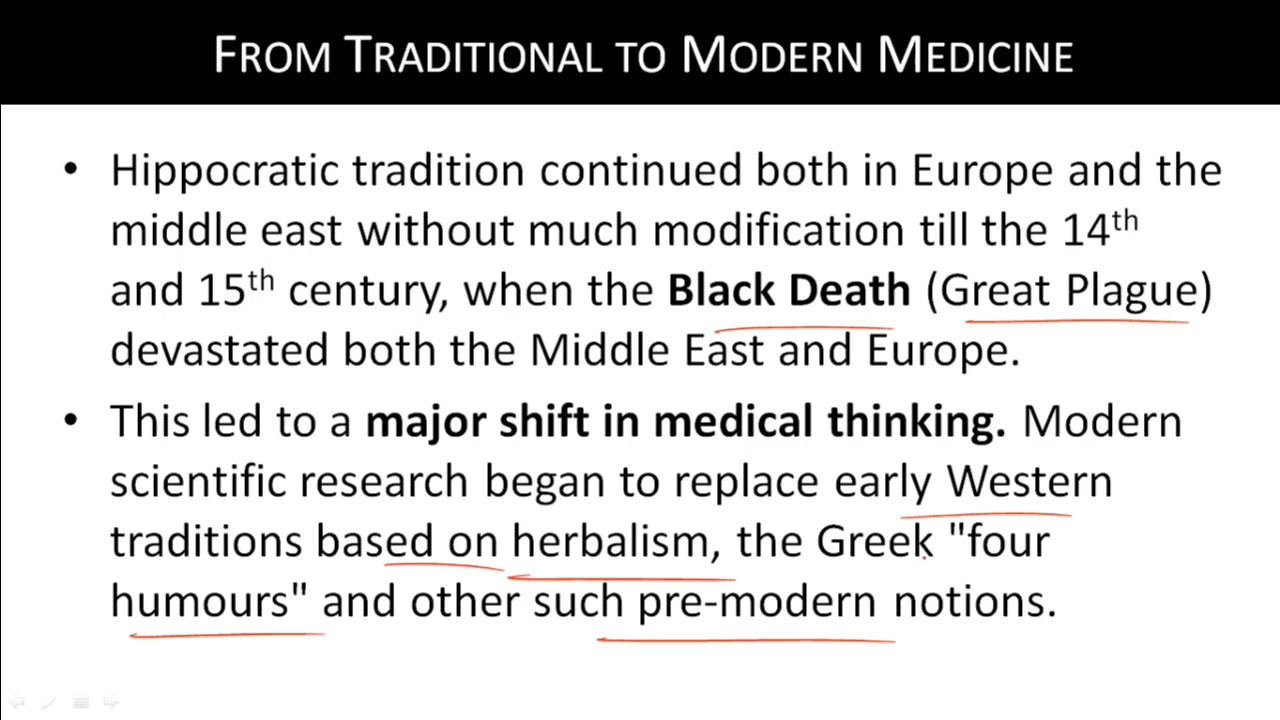 FROM TRADITIONAL TO MODERN MEDICINE
• Hippocratic tradition continued both in Europe and the
middle east without much modification till the 14th
and 15th century, when the Black Death (Great Plague)
devastated both the Middle East and Europe.
• This led to a major shift in medical thinking. Modern
scientific research began to replace early Western
traditions based on herbalism, the Greek "four
humours" and other such pre-modern notions.